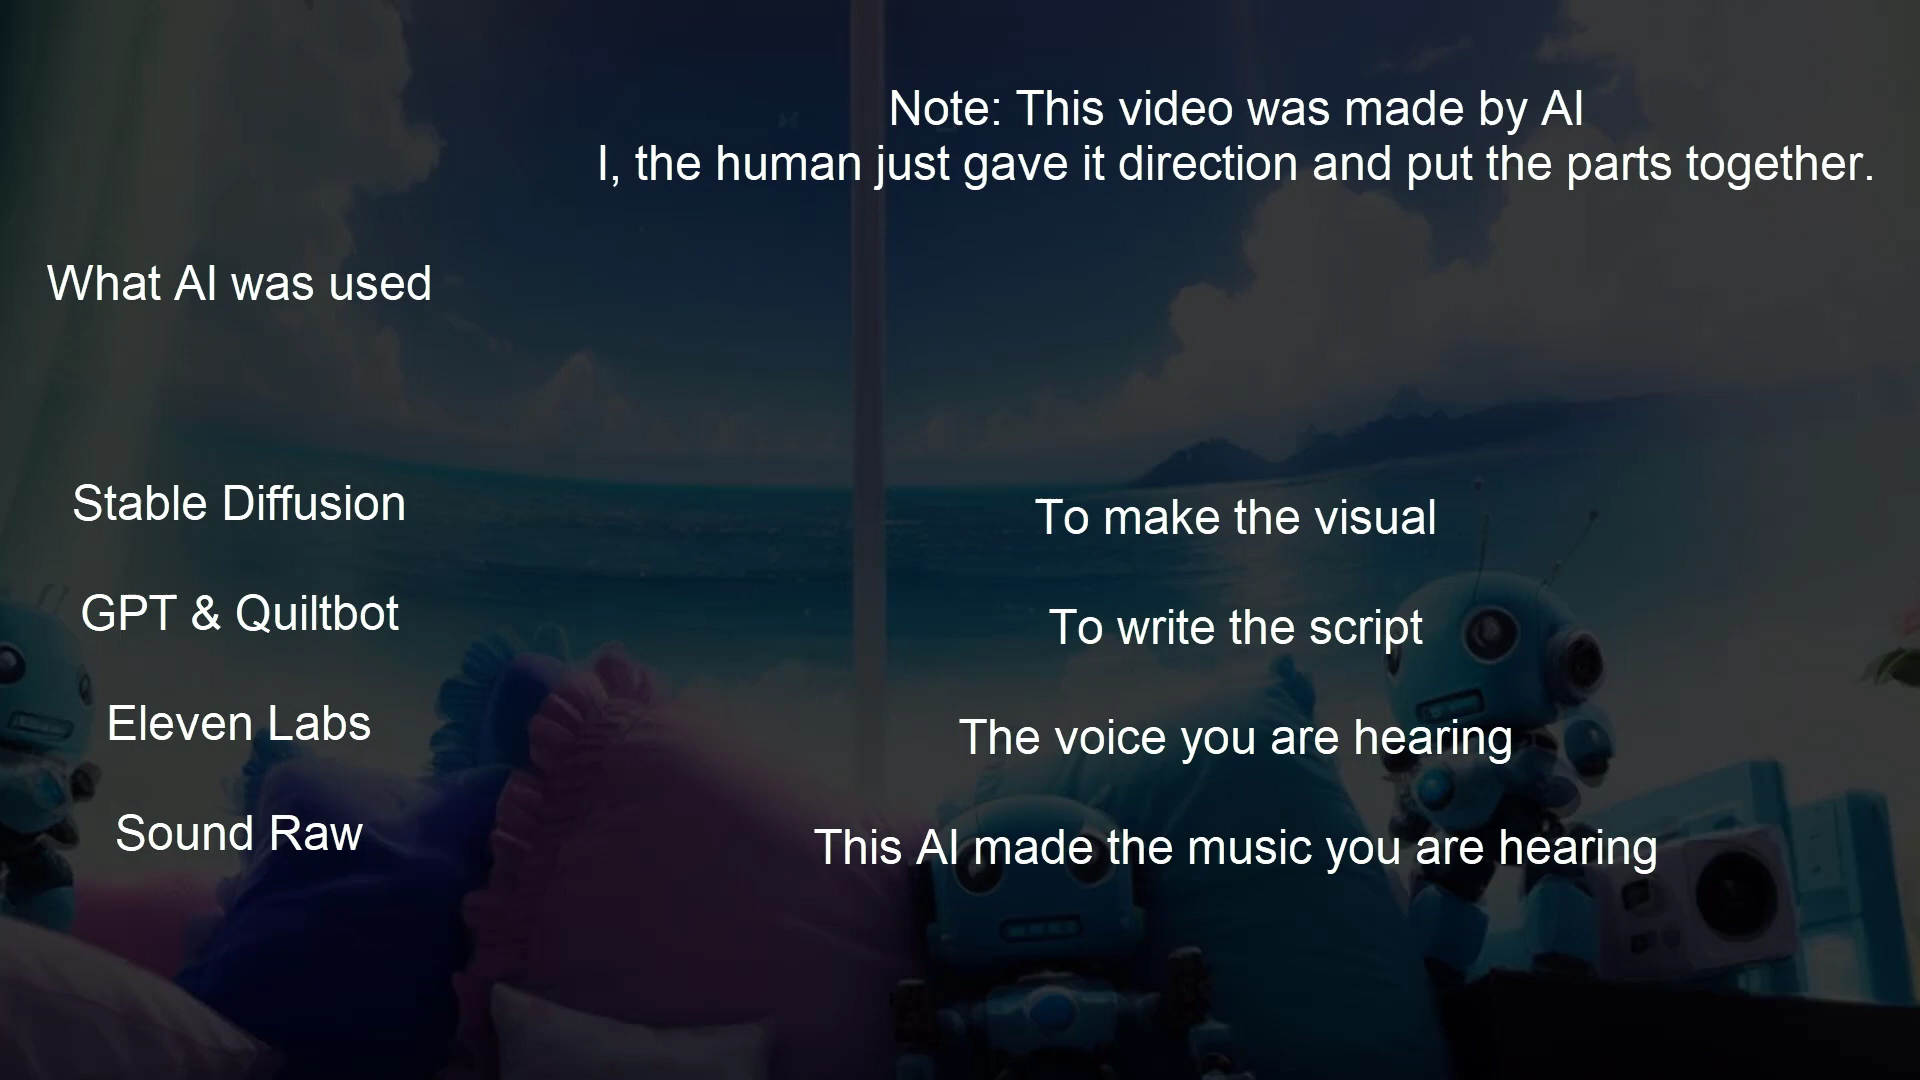 Note: This video was made by AI
I, the human just gave it direction and put the parts together.
What AI was used
Stable Diffusion
To make the visual
GPT & Quiltbot
To write the script
Eleven Labs
The voice you are hearing
Sound Raw
This AI made the music you are hearing